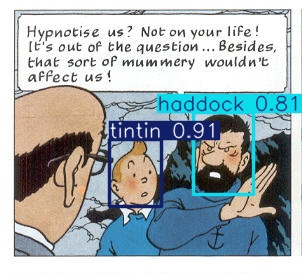 Hypnotise us? Not on your life!
It's out of the question... Besides,
that sort of mummery wouldn't
affect us!
haddock 0.81
tintin 0.91